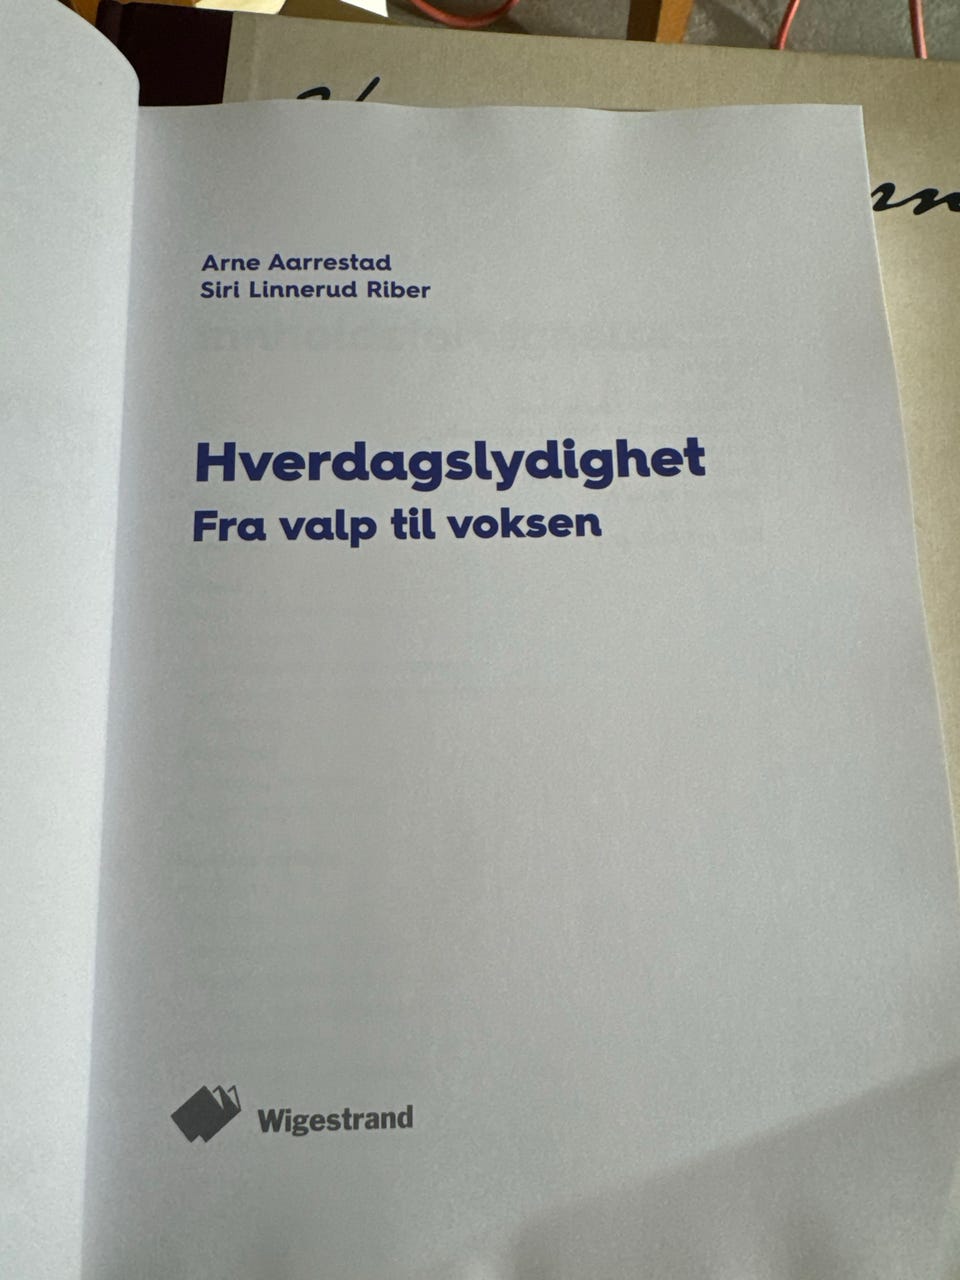 Arne Aarrestad
Siri Linnerud Riber
Hverdagslydighet
Fra valp til voksen
Wigestrand